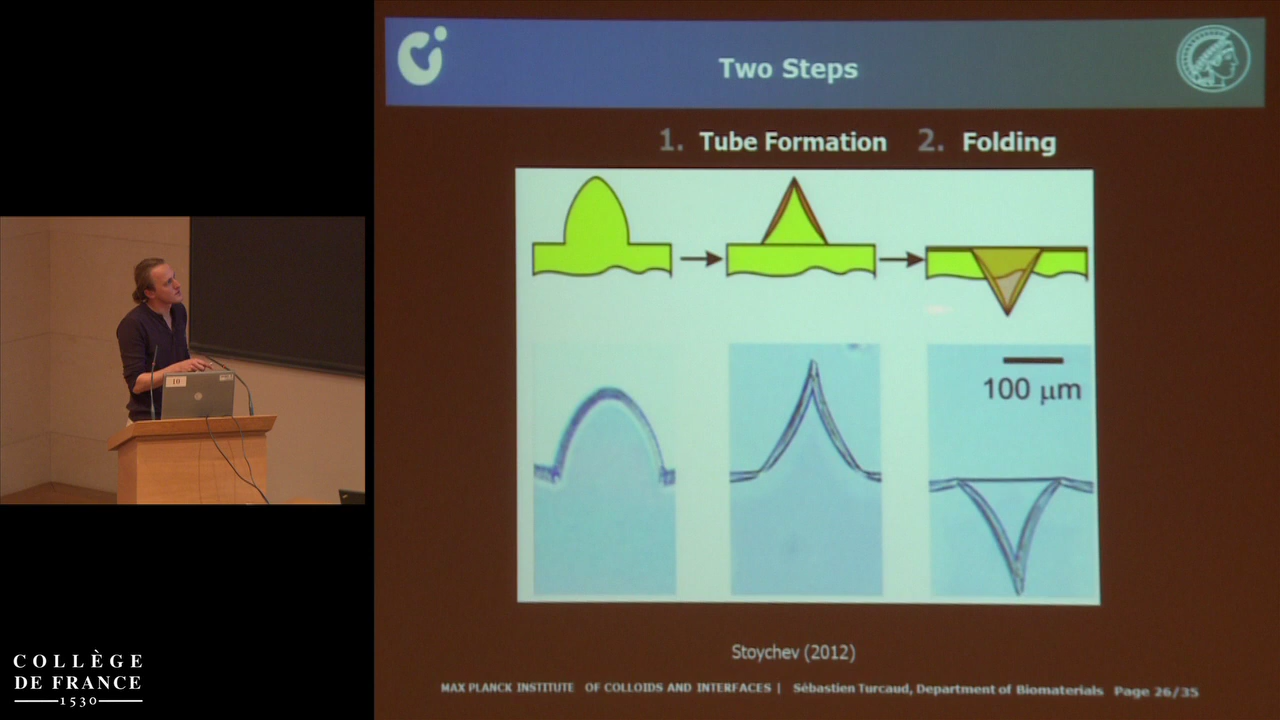 Two Steps
1. Tube Formation 2. Folding
100 μm
Stoychev (2012)
MAX PLANCK INSTITUTE OF COLLOIDS AND INTERFACES | Sébastien Turcaud, Department of Biomaterials Page 26/35
10
COLLÈGE
DE FRANCE
1530